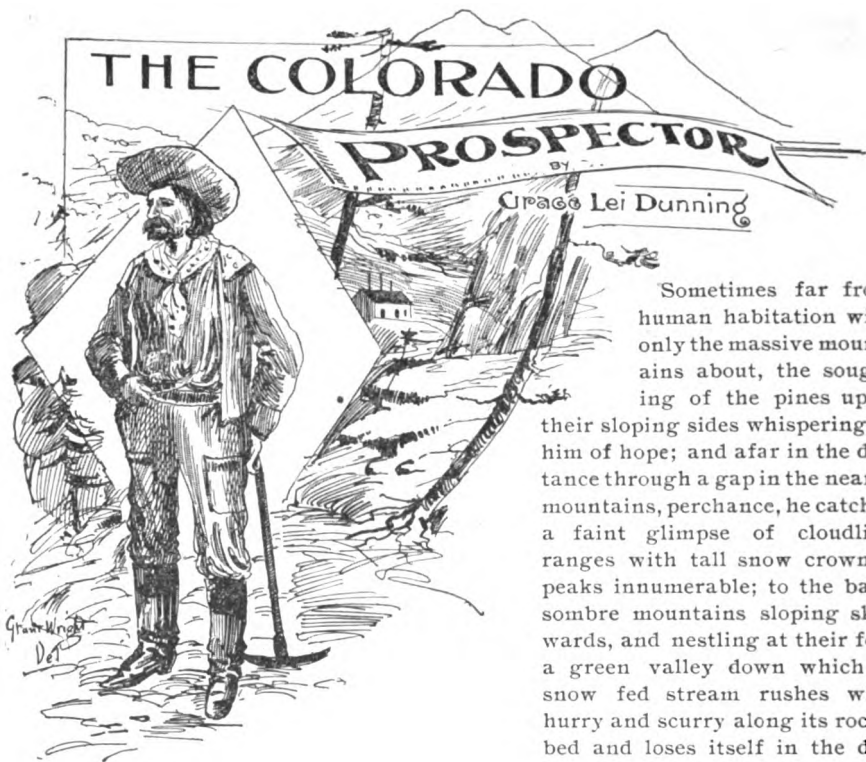 THE COLORADO
PROSPECTOR
BY
Grace Lei Dunning
Sometimes far fro
human habitation wi
only the massive moun
ains about, the soug
ing of the pines up
their sloping sides whispering
him of hope; and afar in the d
tance through a gap in the near
mountains, perchance, he catch
a faint glimpse of cloudli
ranges with tall snow crown
peaks innumerable; to the ba
sombre mountains sloping sk
wards, and nestling at their fe
a green valley down which
snow fed stream rushes w
hurry and scurry along its roc
bed and loses itself in the d
Grant Wright
Del